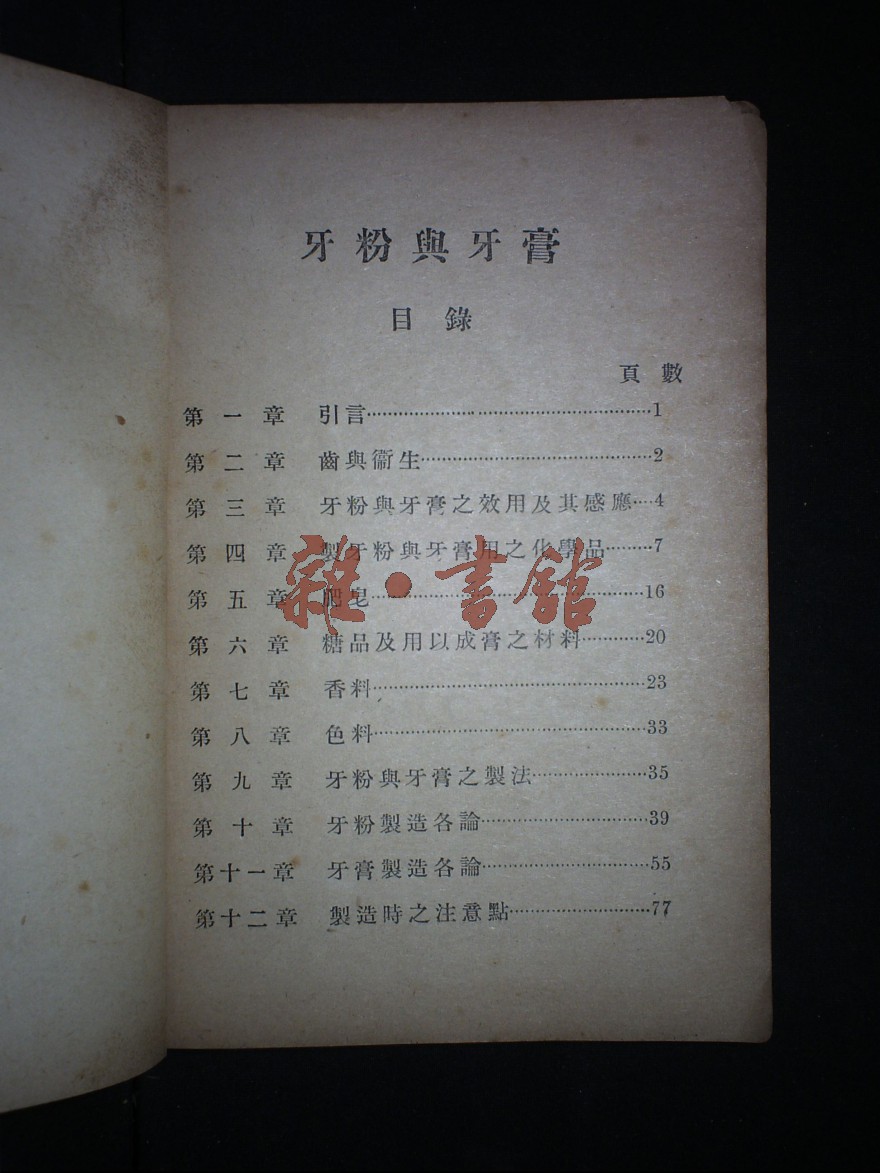 牙粉與牙膏
目錄
頁數
第一章 引言……1
第二章 齒與衞生……2
第三章 牙粉與牙膏之效用及其感應……4
第四章 製牙粉與牙膏用之化學品……7
第五章 肥皂……16
第六章 糖品及用以成膏之材料……20
第七章 香料……23
第八章 色料……33
第九章 牙粉與牙膏之製法……35
第十章 牙粉製造各論……39
第十一章 牙膏製造各論……55
第十二章 製造時之注意點……77
雜·書館